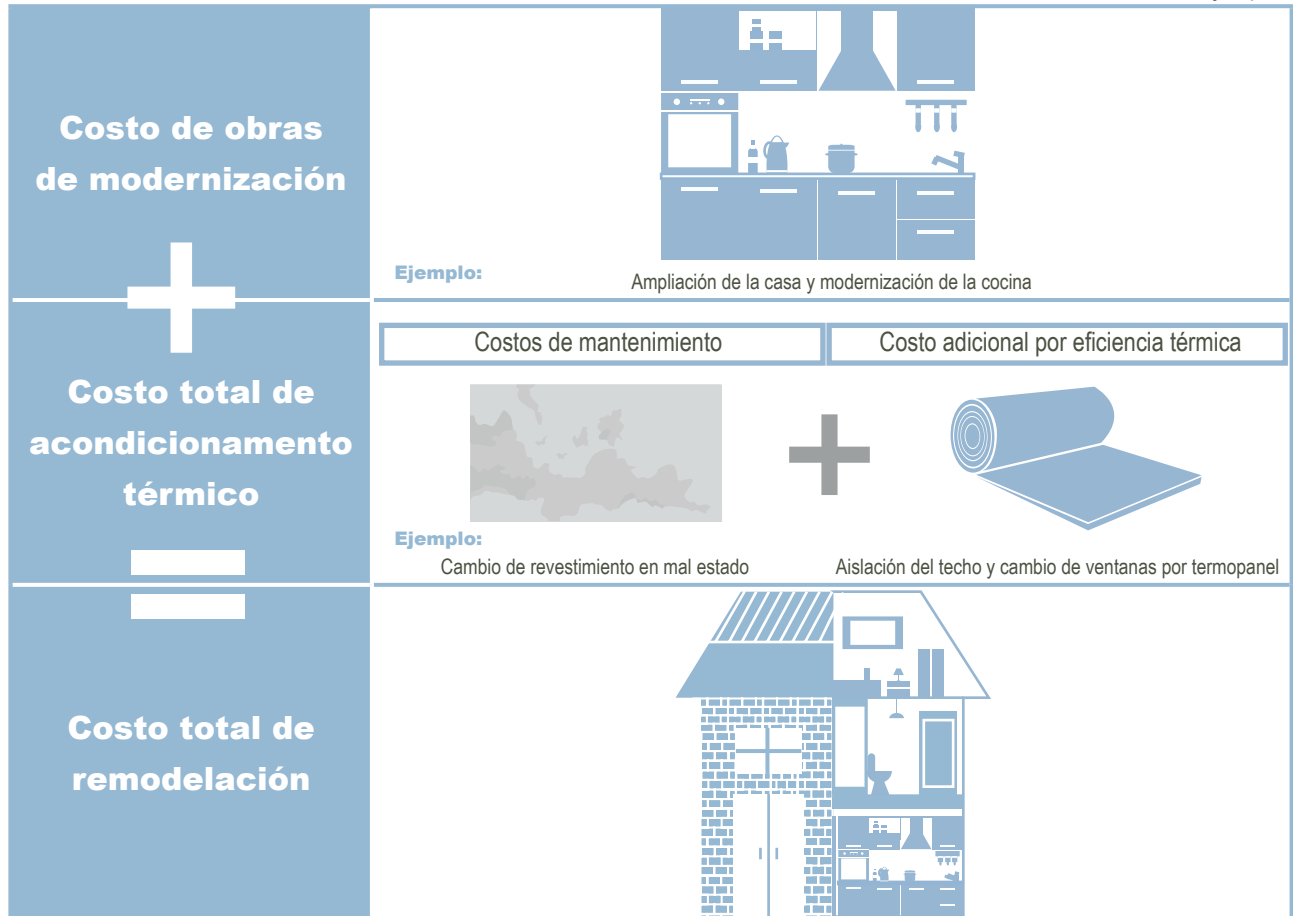 Costo de obras
de modernización
Ejemplo:
Ampliación de la casa y modernización de la cocina
Costo total de
acondicionamento
térmico
Costos de mantenimiento
Costo adicional por eficiencia térmica
Ejemplo:
Cambio de revestimiento en mal estado
Aislación del techo y cambio de ventanas por termopanel
Costo total de
remodelación